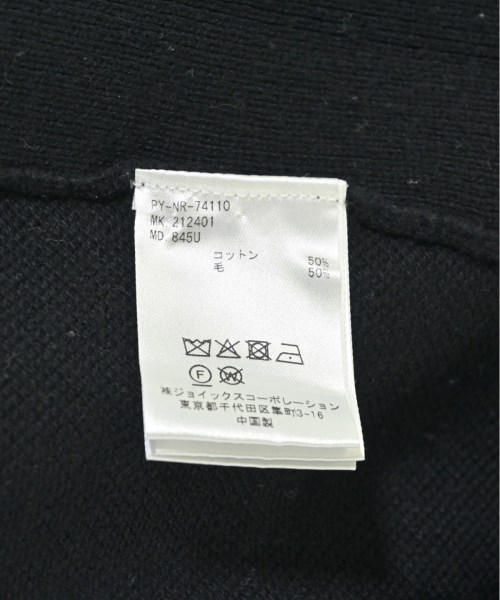 PY-NR-74110
MK 212401
MD 845U
コットン 50%
毛 50%
F W
㈱ジョイックスコーポレーション
東京都千代田区隼町3-16
中国製